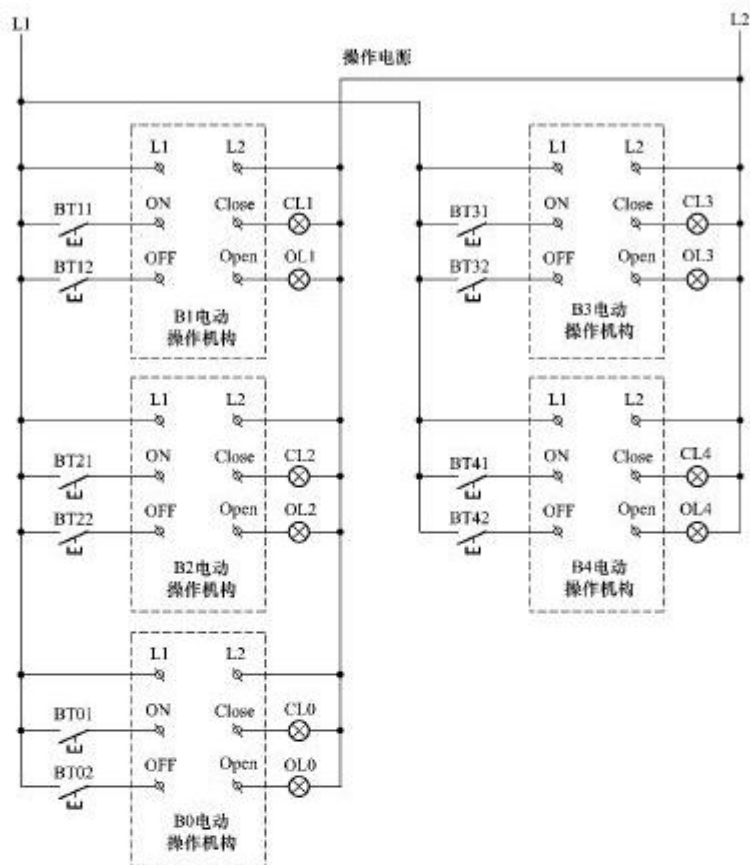 L1
L2
操作电源
L1
L2
BT11
ON
Close
CL1
BT12
OFF
Open
OL1
B1电动
操作机构
L1
L2
BT31
ON
Close
CL3
BT32
OFF
Open
OL3
B3电动
操作机构
L1
L2
BT21
ON
Close
CL2
BT22
OFF
Open
OL2
B2电动
操作机构
L1
L2
BT41
ON
Close
CL4
BT42
OFF
Open
OL4
B4电动
操作机构
L1
L2
BT01
ON
Close
CL0
BT02
OFF
Open
OL0
B0电动
操作机构